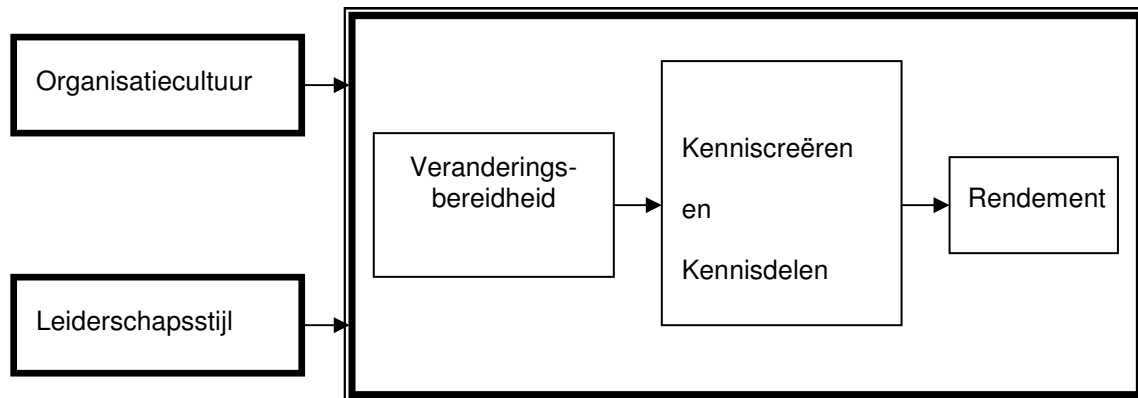 Organisatiecultuur
Leiderschapsstijl
Veranderings-
bereidheid
Kenniscreëren
en
Kennisdelen
Rendement